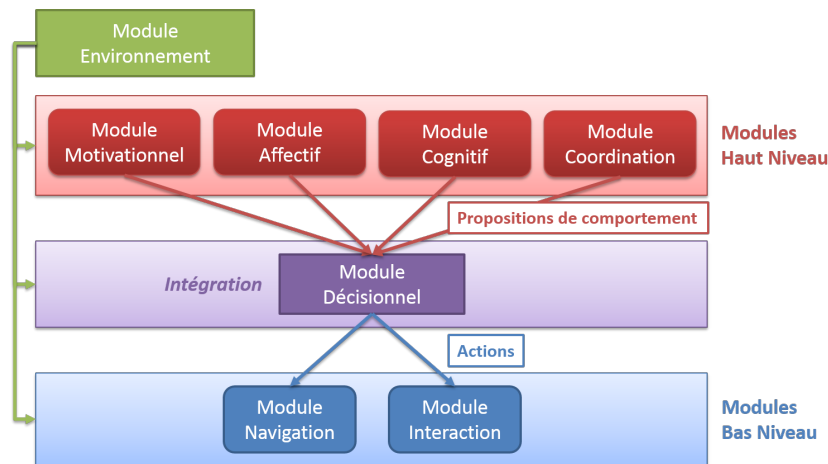 Module
Environnement
Module
Motivationnel
Module
Affectif
Module
Cognitif
Module
Coordination
Modules
Haut Niveau
Propositions de comportement
Intégration
Module
Décisionnel
Actions
Module
Navigation
Module
Interaction
Modules
Bas Niveau